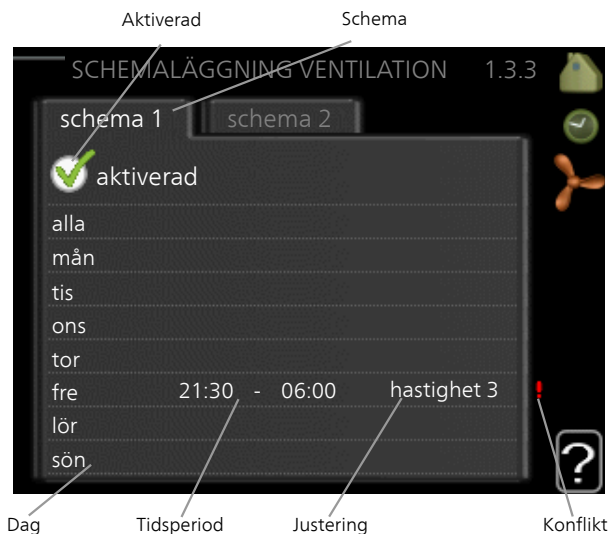 Aktiverad Schema
SCHEMALÄGGNING VENTILATION 1.3.3
schema 1 schema 2
aktiverad
alla
mån
tis
ons
tor
fre 21:30 - 06:00 hastighet 3 !
lör
sön
?
Dag Tidsperiod Justering Konflikt